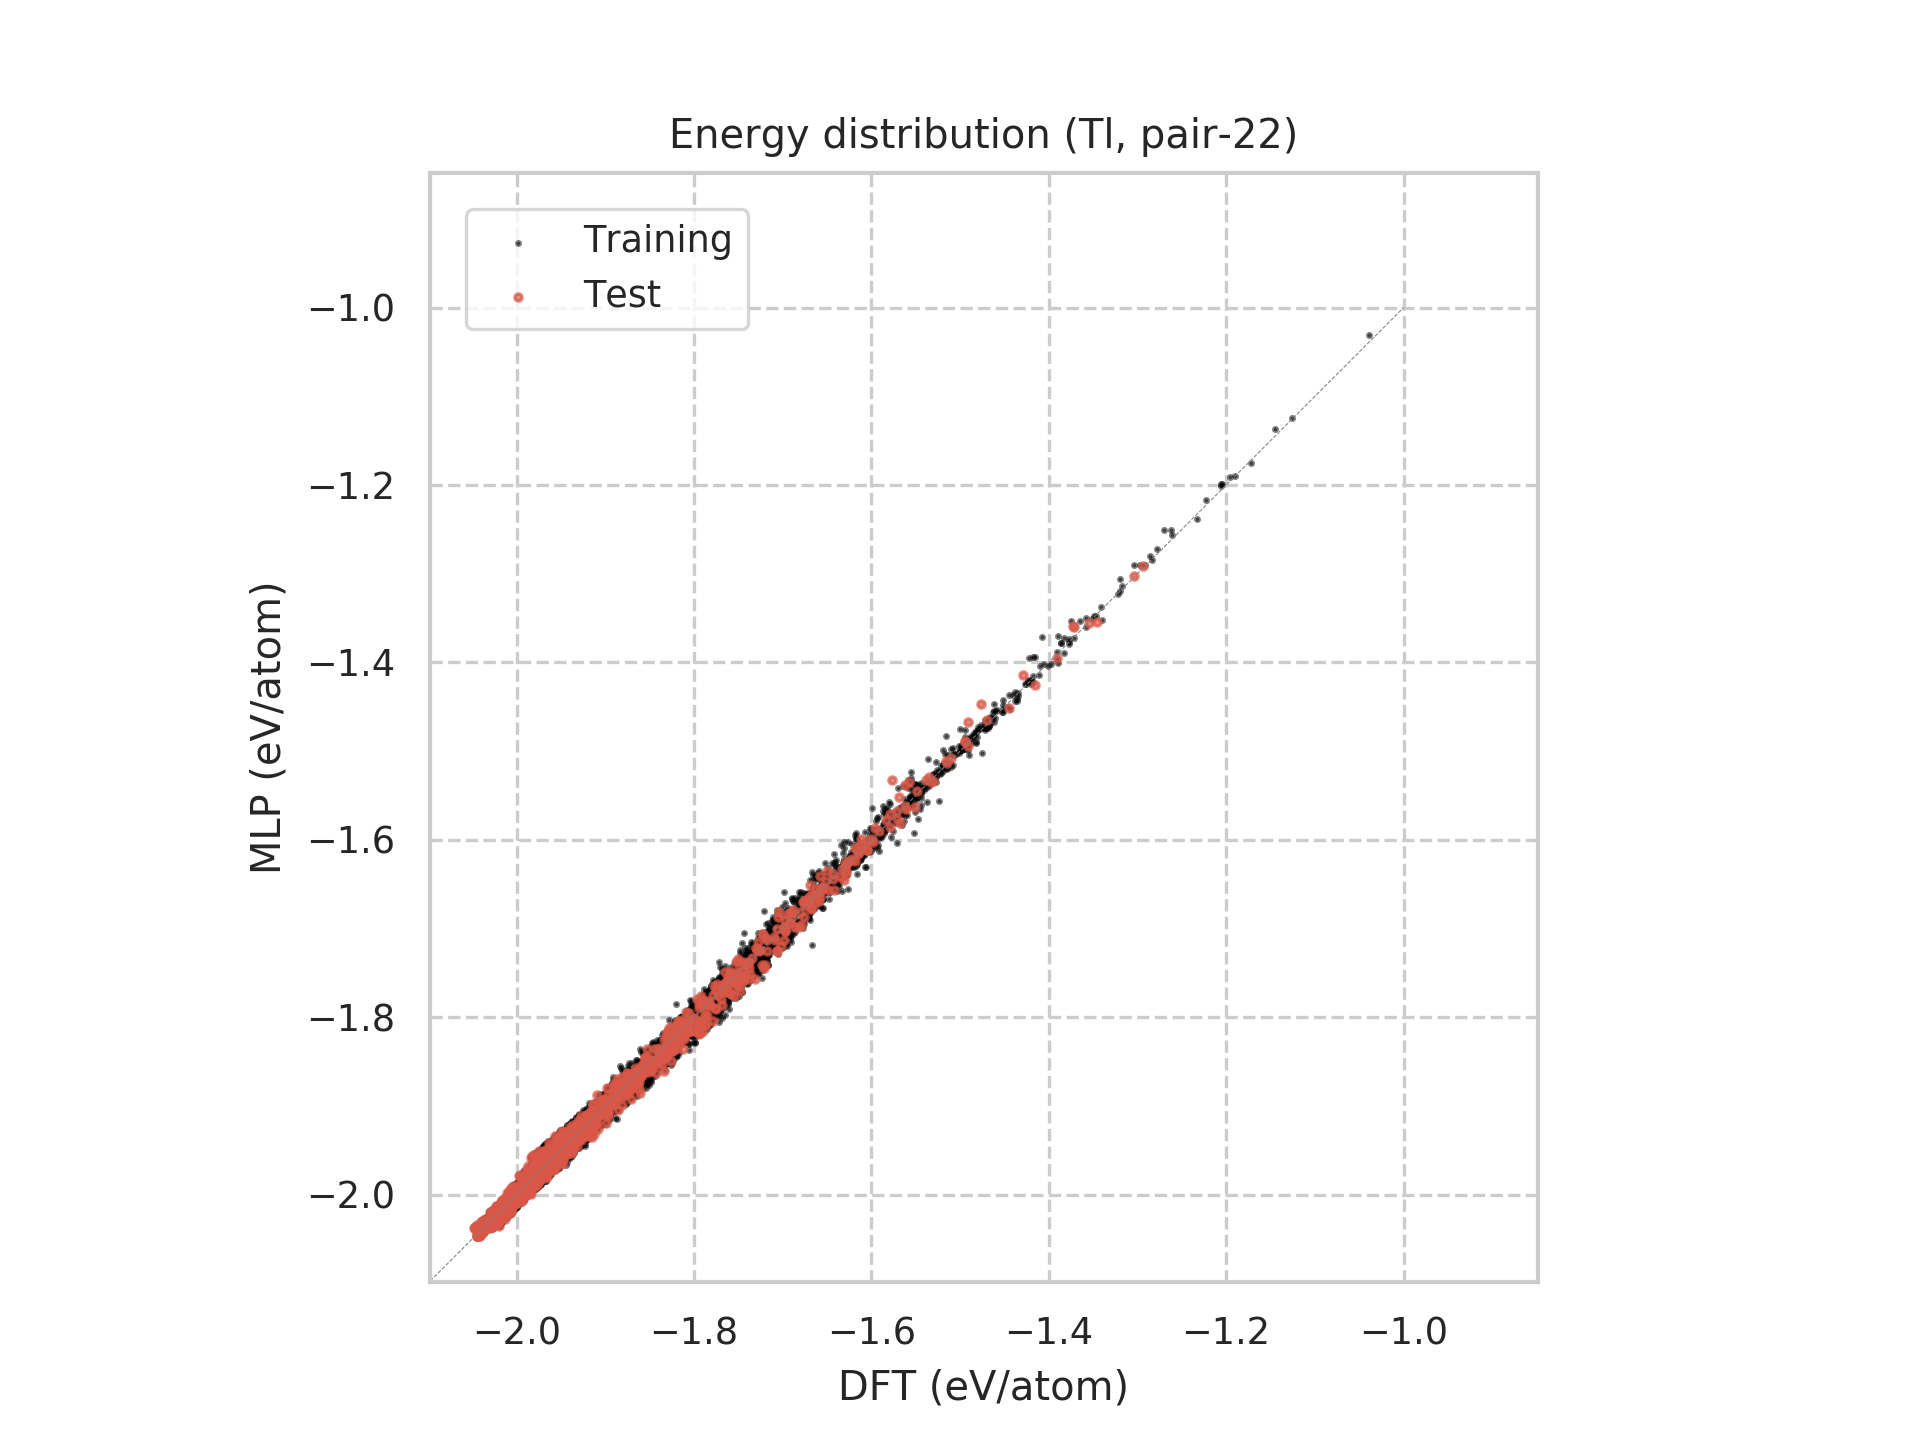 Energy distribution (Tl, pair-22)
Training
Test
−1.0
−1.2
−1.4
−1.6
−1.8
−2.0
MLP (eV/atom)
−2.0 −1.8 −1.6 −1.4 −1.2 −1.0
DFT (eV/atom)